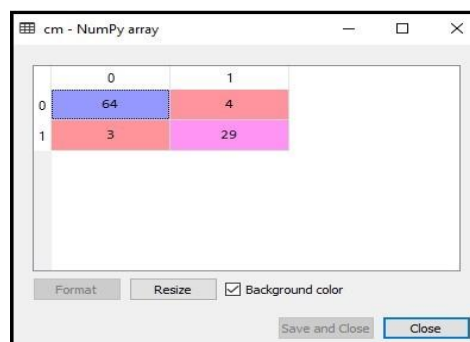 cm - NumPy array
0 1
0 64 4
1 3 29
Format Resize Background color
Save and Close Close